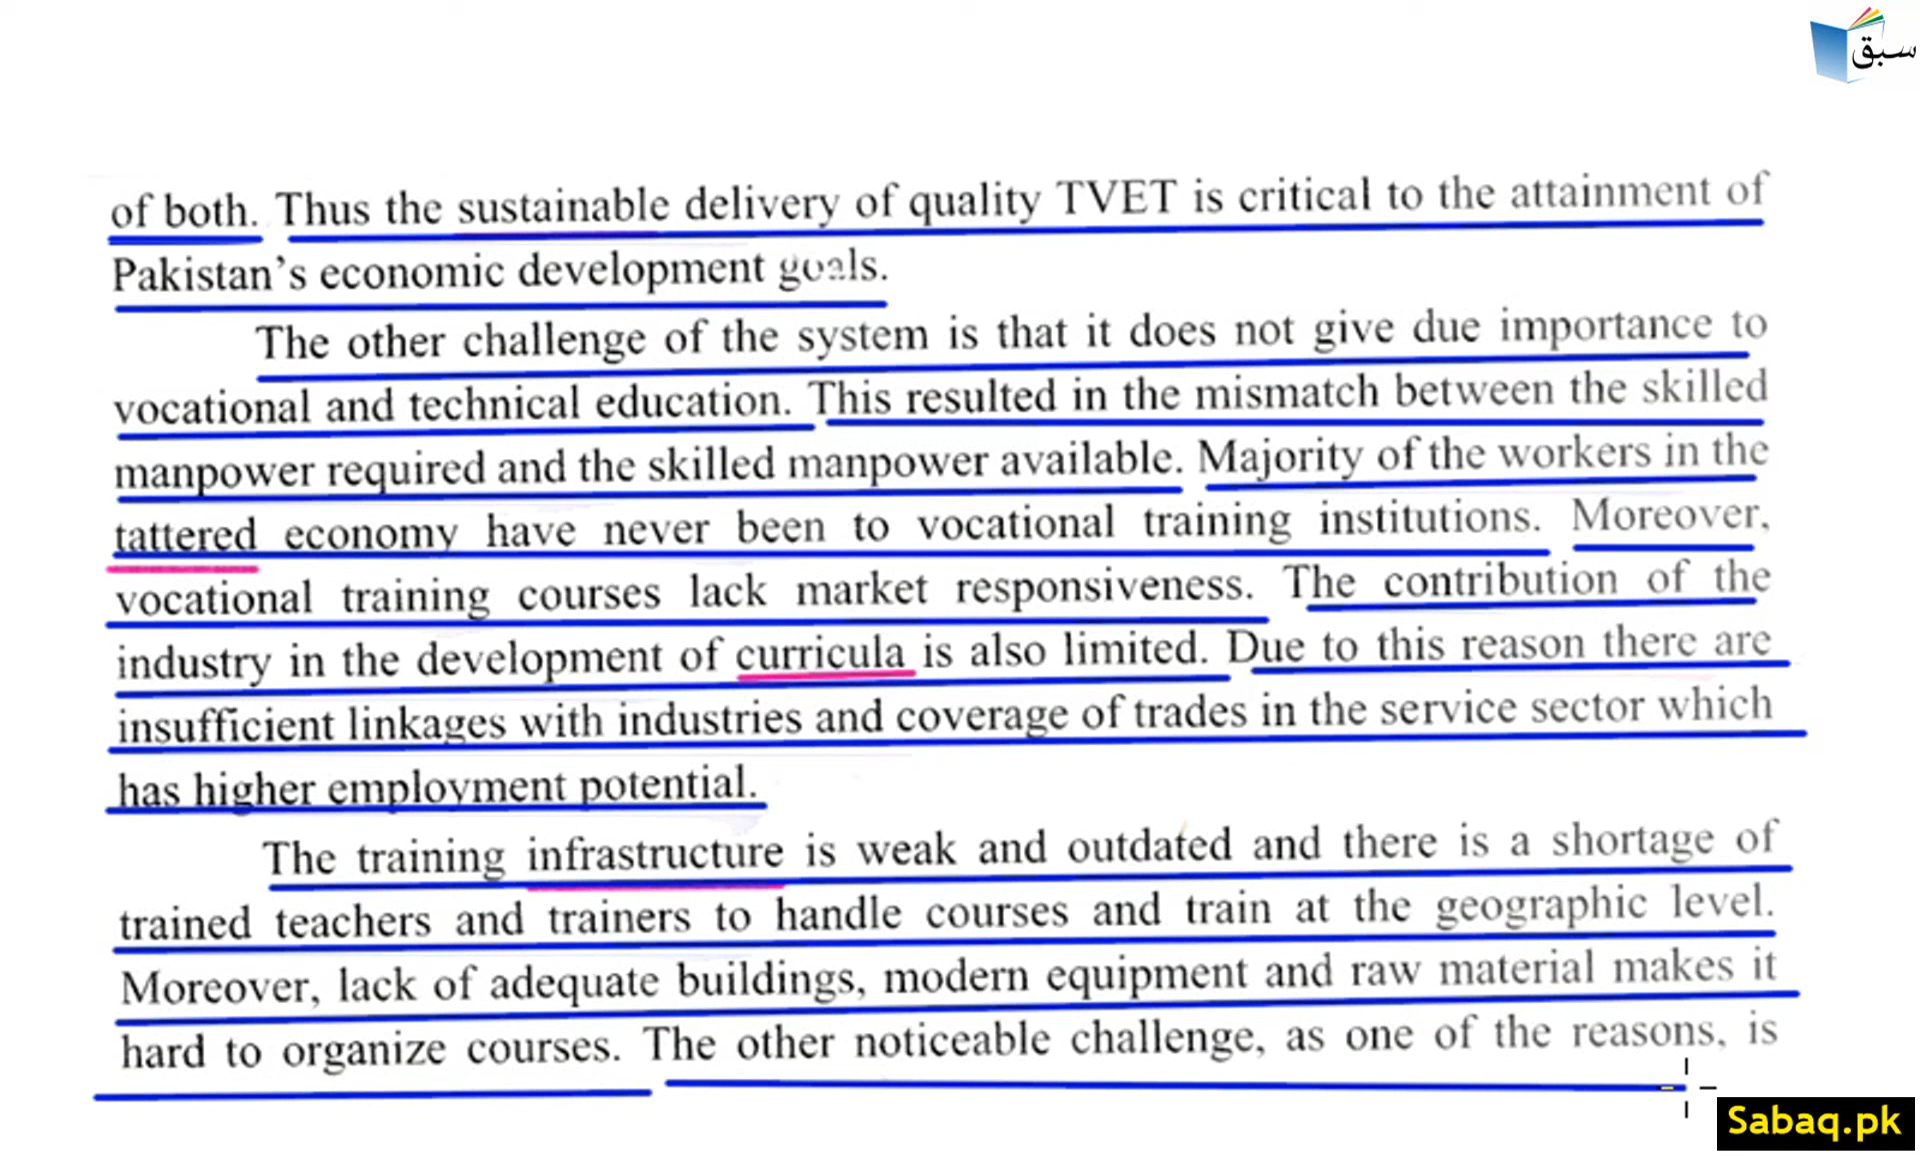 سبق
of both. Thus the sustainable delivery of quality TVET is critical to the attainment of
Pakistan's economic development goals.
The other challenge of the system is that it does not give due importance to
vocational and technical education. This resulted in the mismatch between the skilled
manpower required and the skilled manpower available. Majority of the workers in the
tattered economy have never been to vocational training institutions. Moreover,
vocational training courses lack market responsiveness. The contribution of the
industry in the development of curricula is also limited. Due to this reason there are
insufficient linkages with industries and coverage of trades in the service sector which
has higher employment potential.
The training infrastructure is weak and outdated and there is a shortage of
trained teachers and trainers to handle courses and train at the geographic level.
Moreover, lack of adequate buildings, modern equipment and raw material makes it
hard to organize courses. The other noticeable challenge, as one of the reasons, is
Sabaq.pk